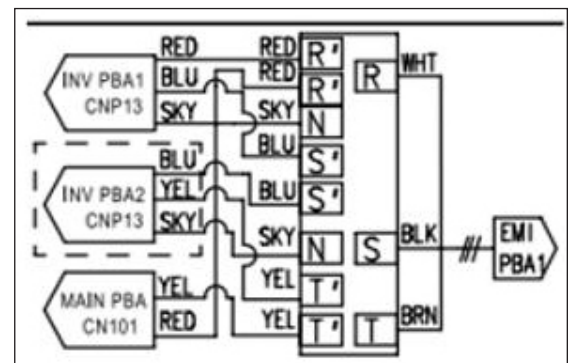 RED RED R'
INV PBA1 BLU RED R' R WHT
CNP13 SKY SKY N
BLU S'
BLU
INV PBA2 YEL BLU S'
CNP13 SKY SKY N S BLK EMI
PBA1
YEL T'
MAIN PBA YEL
CN101 RED YEL T' T BRN